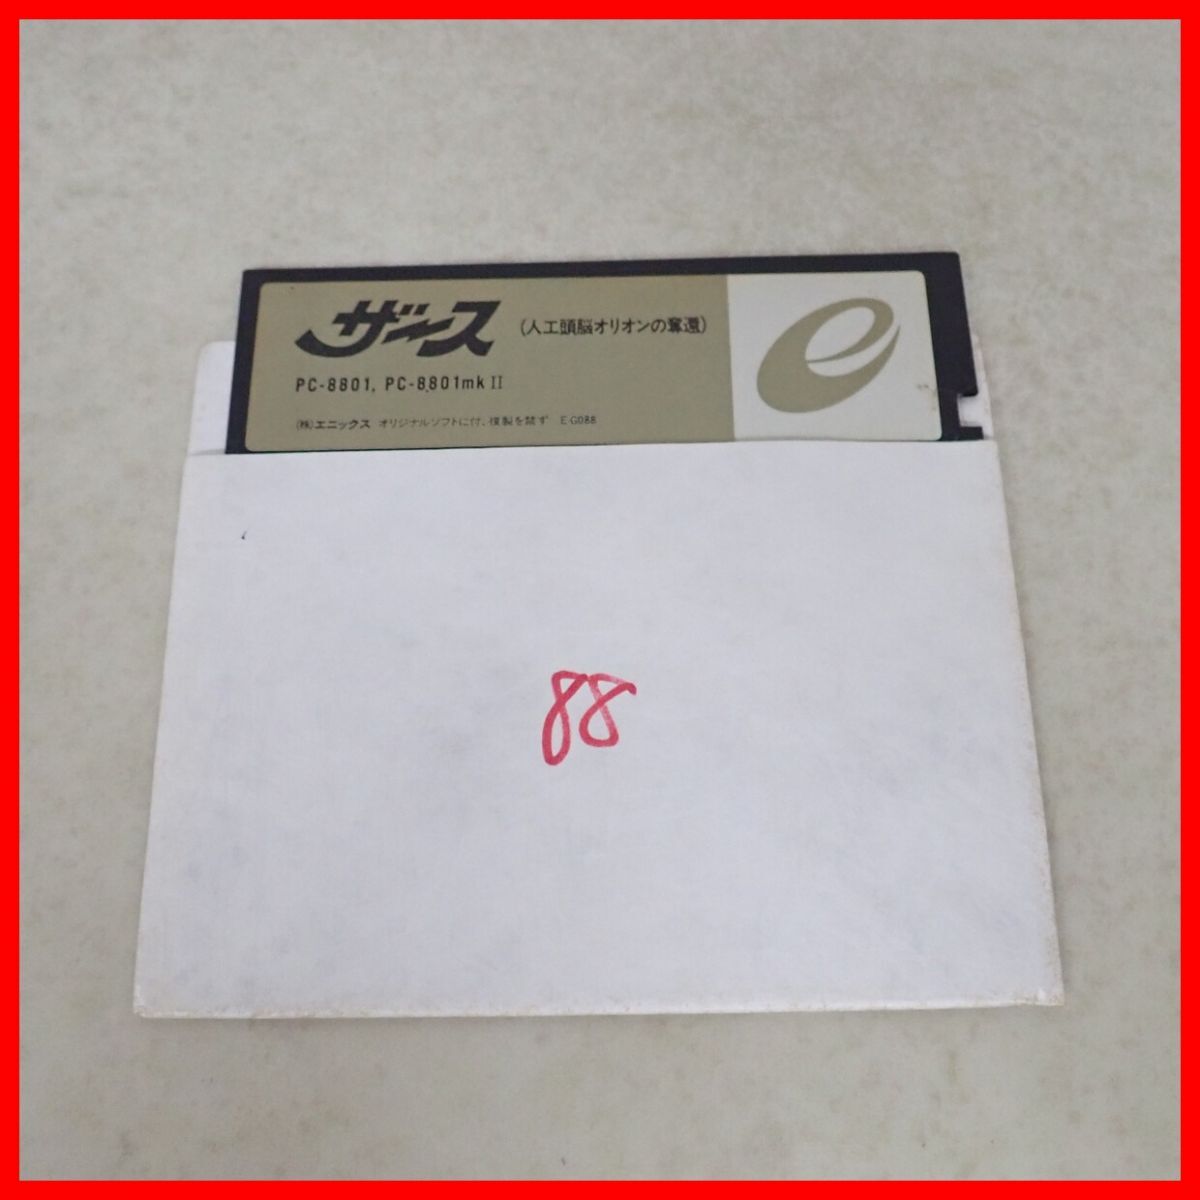 ザース (人工頭脳オリオンの奪還)
PC-8801, PC-8801mkⅡ
(株)エニックス オリジナルソフトに付、複製を禁ず EG088
88